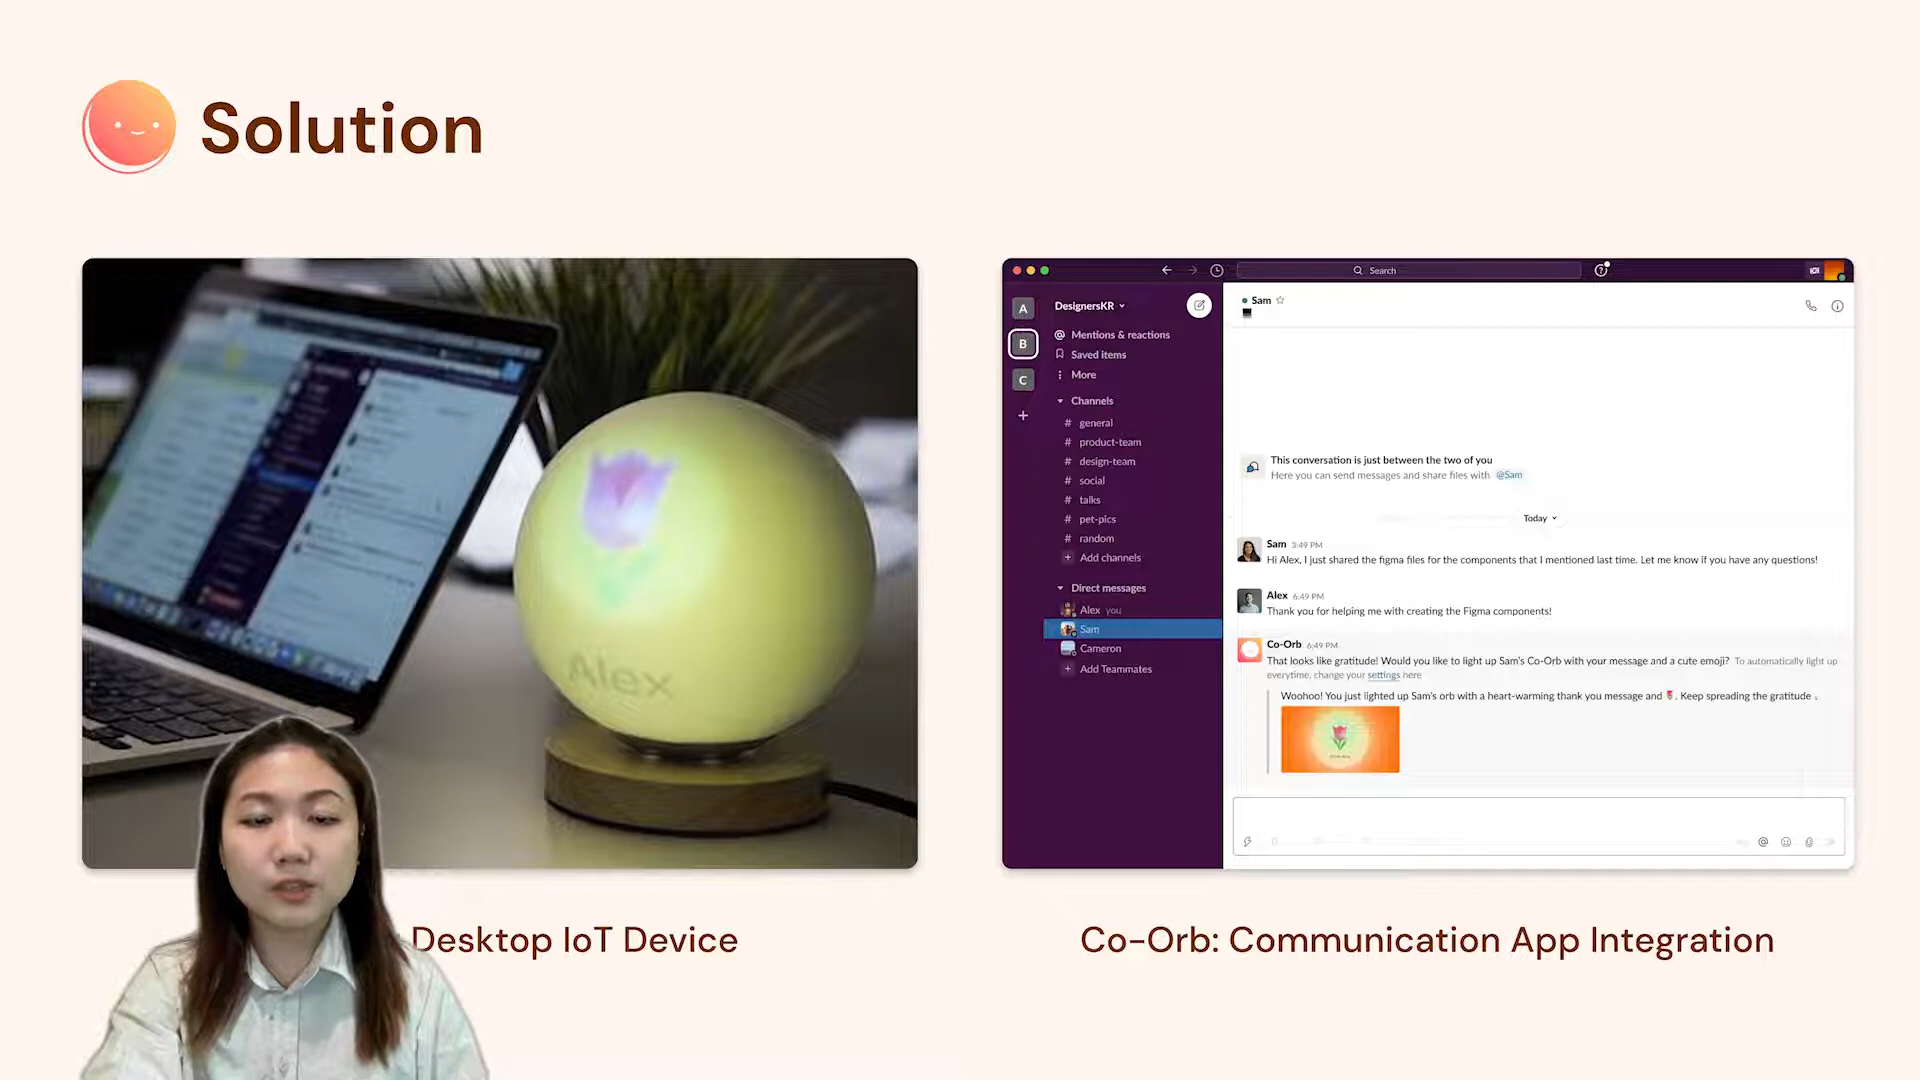 Solution
Alex
Search
A
B
C
+
DesignersKR
Mentions & reactions
Saved items
More
Channels
# general
# product-team
# design-team
# social
# talks
# pet-pics
# random
+ Add channels
Direct messages
Alex you
Sam
Cameron
+ Add Teammates
Sam
This conversation is just between the two of you
Here you can send messages and share files with @Sam
Today
Sam 3:49 PM
Hi Alex, I just shared the figma files for the components that I mentioned last time. Let me know if you have any questions!
Alex 6:49 PM
Thank you for helping me with creating the Figma components!
Co-Orb 6:49 PM
That looks like gratitude! Would you like to light up Sam's Co-Orb with your message and a cute emoji? To automatically light up
everytime, change your settings here
Woohoo! You just lighted up Sam's orb with a heart-warming thank you message and 🌷. Keep spreading the gratitude .
Desktop IoT Device
Co-Orb: Communication App Integration